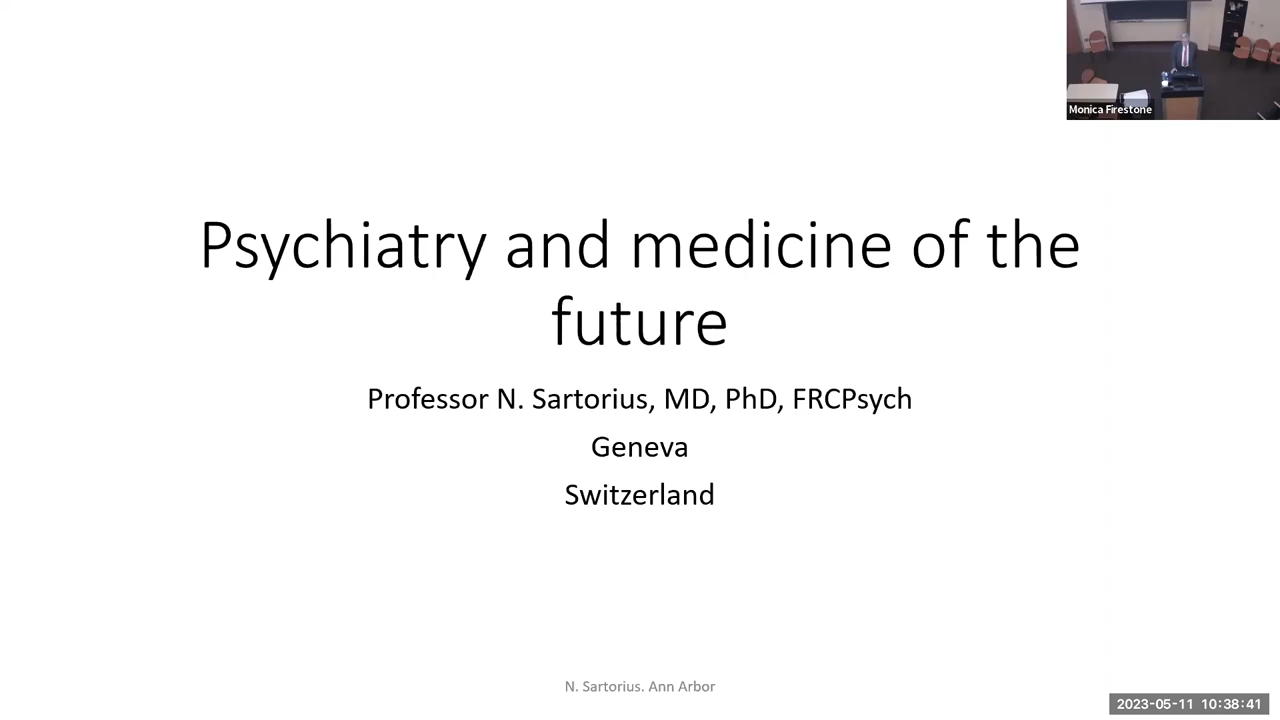 Monica Firestone
Psychiatry and medicine of the
future
Professor N. Sartorius, MD, PhD, FRCPsych
Geneva
Switzerland
N. Sartorius. Ann Arbor
2023-05-11 10:38:41